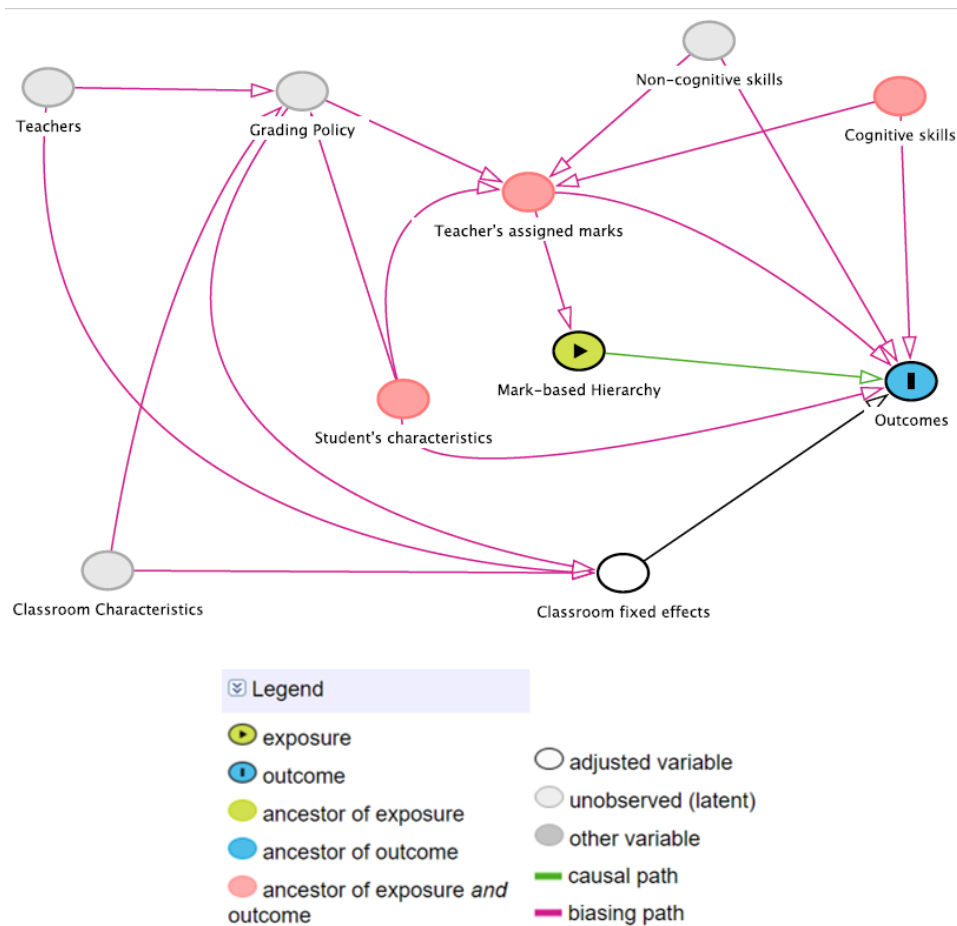 Non-cognitive skills
Teachers
Grading Policy
Cognitive skills
Teacher's assigned marks
Mark-based Hierarchy
Outcomes
Student's characteristics
Classroom Characteristics
Classroom fixed effects
Legend
exposure
outcome
ancestor of exposure
ancestor of outcome
ancestor of exposure and
outcome
adjusted variable
unobserved (latent)
other variable
causal path
biasing path